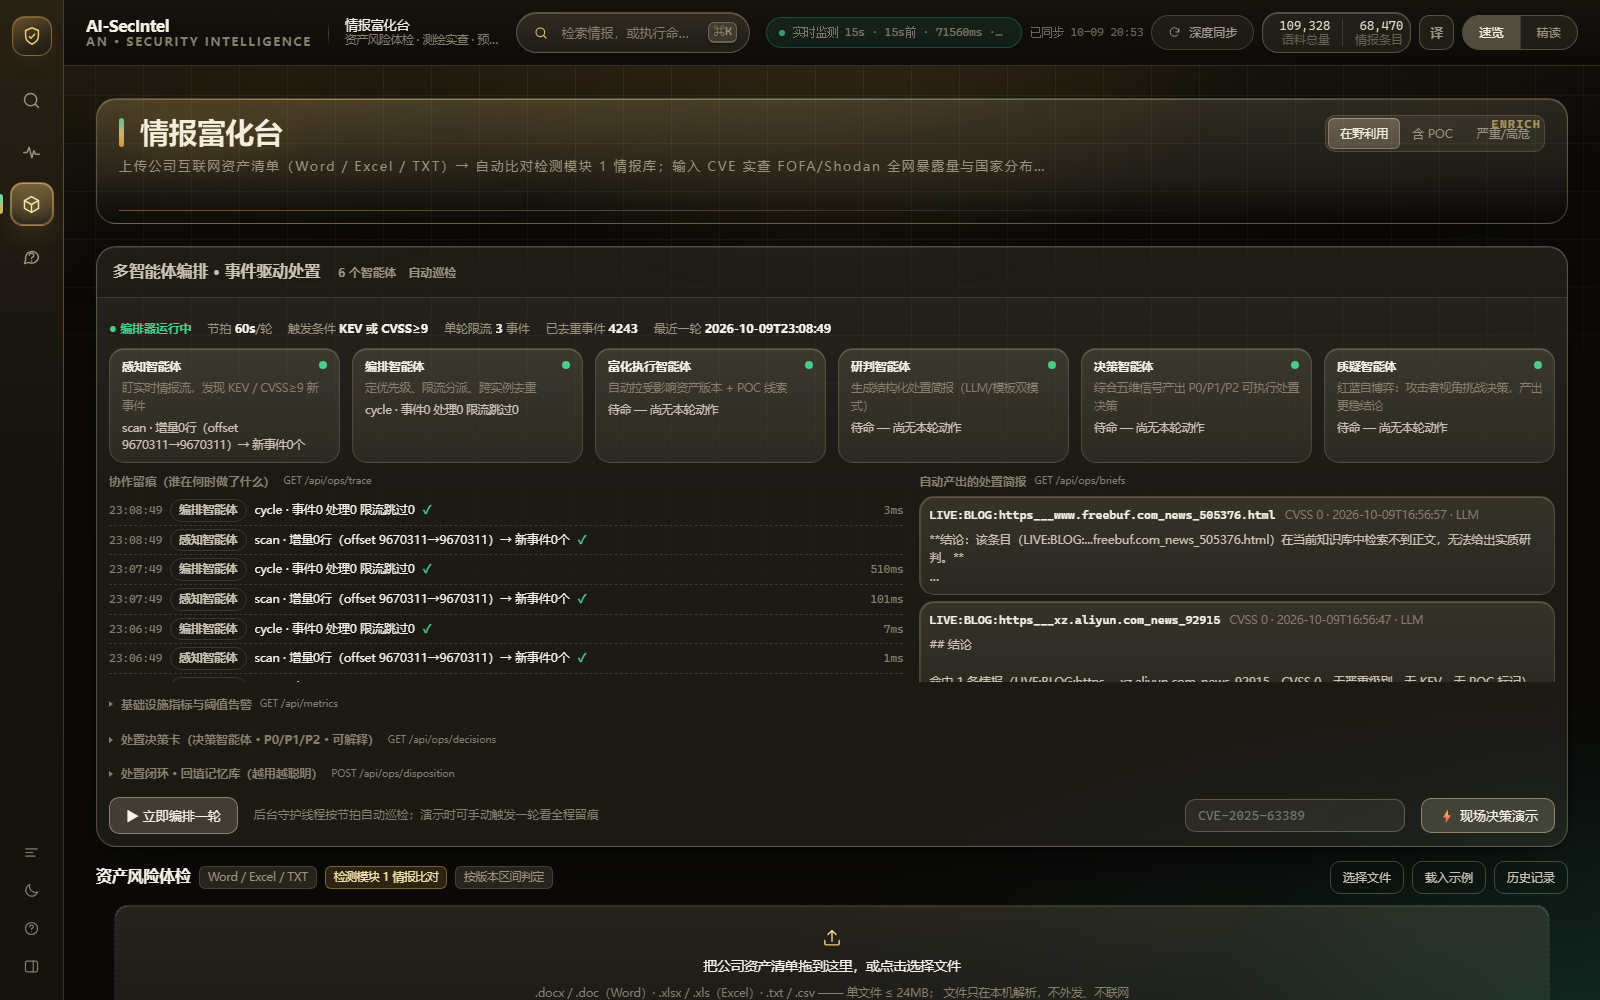 AI-SecIntel
AN • SECURITY INTELLIGENCE
情报富化台
资产风险体检 · 测绘实查 · 预...
检索情报，或执行命...
⌘K
实时监测 15s · 15s前 · 71560ms ·...
已同步 10-09 20:53
深度同步
109,328
语料总量
68,470
情报条目
译
速览
精读
情报富化台
ENRICH
在野利用
含 POC
严重/高危
上传公司互联网资产清单（Word / Excel / TXT）→ 自动比对检测模块 1 情报库；输入 CVE 实查 FOFA/Shodan 全网暴露量与国家分布...
多智能体编排 • 事件驱动处置
6 个智能体
自动巡检
编排器运行中
节拍 60s/轮
触发条件 KEV 或 CVSS≥9
单轮限流 3 事件
已去重事件 4243
最近一轮 2026-10-09T23:08:49
感知智能体
盯实时情报流，发现 KEV / CVSS≥9 新事件
scan · 增量0行（offset 9670311→9670311）→ 新事件0个
编排智能体
定优先级、限流分派、跨实例去重
cycle · 事件0 处理0 限流跳过0
富化执行智能体
自动拉受影响资产版本 + POC 线索
待命 — 尚无本轮动作
研判智能体
生成结构化处置简报（LLM/模板双模式）
待命 — 尚无本轮动作
决策智能体
综合五维信号产出 P0/P1/P2 可执行处置决策
待命 — 尚无本轮动作
质疑智能体
红蓝自博弈：攻击者视角挑战决策，产出更稳结论
待命 — 尚无本轮动作
协作留痕（谁在何时做了什么） GET /api/ops/trace
23:08:49 编排智能体 cycle · 事件0 处理0 限流跳过0 ✓ 3ms
23:08:49 感知智能体 scan · 增量0行（offset 9670311→9670311）→ 新事件0个 ✓
23:07:49 编排智能体 cycle · 事件0 处理0 限流跳过0 ✓ 510ms
23:07:49 感知智能体 scan · 增量0行（offset 9670311→9670311）→ 新事件0个 ✓ 101ms
23:06:49 编排智能体 cycle · 事件0 处理0 限流跳过0 ✓ 7ms
23:06:49 感知智能体 scan · 增量0行（offset 9670311→9670311）→ 新事件0个 ✓ 1ms
自动产出的处置简报 GET /api/ops/briefs
LIVE:BLOG:https___www.freebuf.com_news_505376.html CVSS 0 · 2026-10-09T16:56:57 · LLM
**结论：该条目（LIVE:BLOG:...freebuf.com_news_505376.html）在当前知识库中检索不到正文，无法给出实质研判。**
...
LIVE:BLOG:https___xz.aliyun.com_news_92915 CVSS 0 · 2026-10-09T16:56:47 · LLM
## 结论
命中 1 条情报（LIVE:BLOG:https___xz.aliyun.com_news_92915，CVSS 0，无严重级别，无 KEV，无 POC 标记）
基础设施指标与阈值告警 GET /api/metrics
处置决策卡（决策智能体 • P0/P1/P2 • 可解释） GET /api/ops/decisions
处置闭环 • 回填记忆库（越用越聪明） POST /api/ops/disposition
▶ 立即编排一轮
后台守护线程按节拍自动巡检；演示时可手动触发一轮看全程留痕
CVE-2025-63389
现场决策演示
资产风险体检
Word / Excel / TXT
检测模块 1 情报比对
按版本区间判定
选择文件
载入示例
历史记录
把公司资产清单拖到这里，或点击选择文件
.docx / .doc（Word）· .xlsx / .xls（Excel）· .txt / .csv —— 单文件 ≤ 24MB； 文件只在本机解析，不外发、不联网